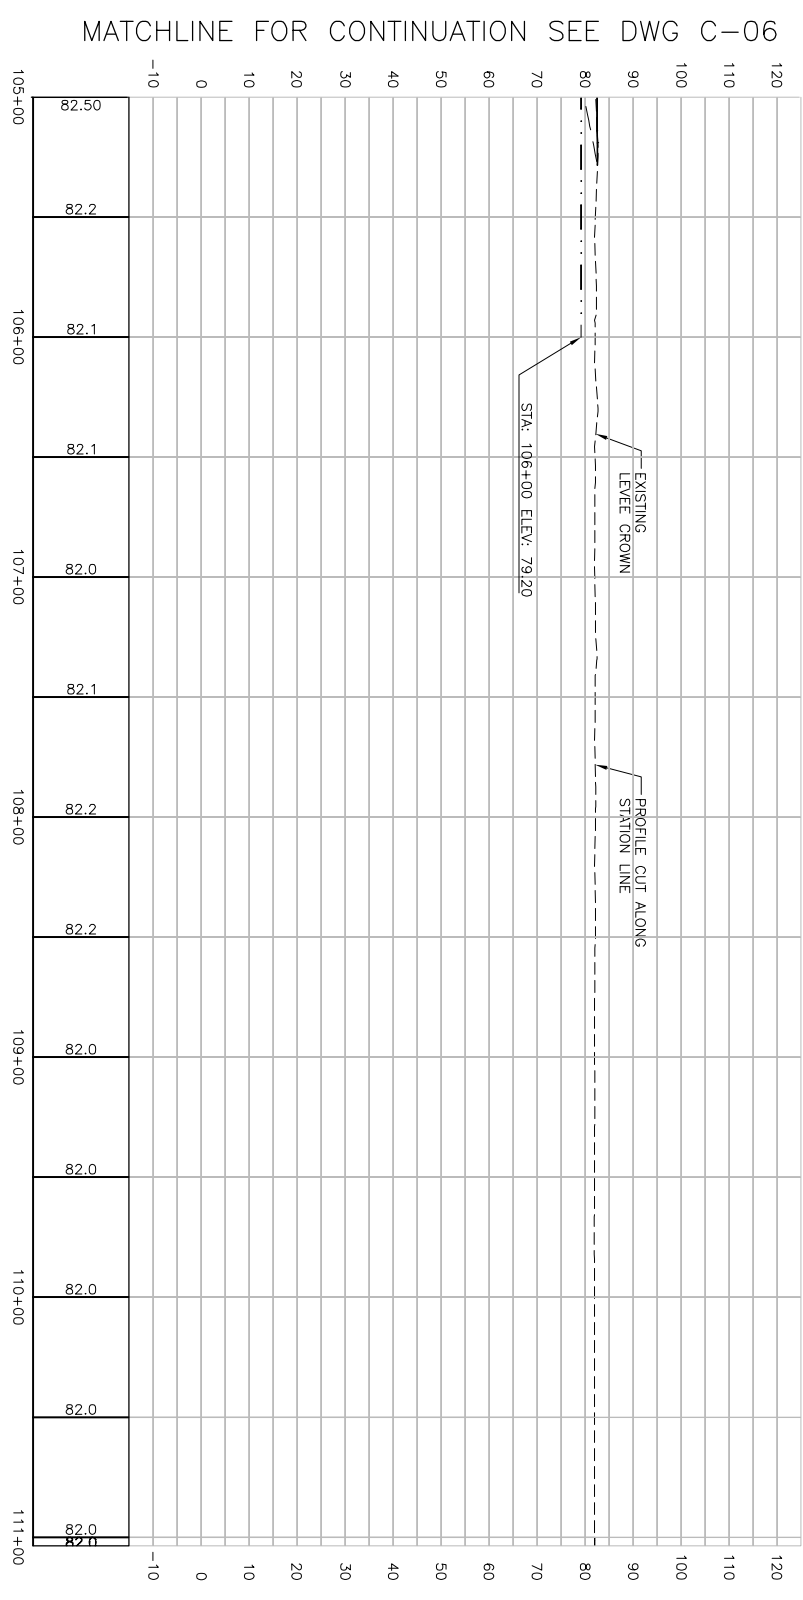 MATCHLINE FOR CONTINUATION SEE DWG C-06
-10 0 10 20 30 40 50 60 70 80 90 100 110 120
105+00
82.50
82.2
106+00
82.1
STA: 106+00 ELEV: 79.20
82.1
EXISTING
LEVEE CROWN
107+00
82.0
82.1
PROFILE CUT ALONG
STATION LINE
108+00
82.2
82.2
109+00
82.0
82.0
110+00
82.0
82.0
111+00
82.0
82.0
-10 0 10 20 30 40 50 60 70 80 90 100 110 120